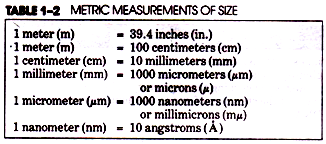 TABLE 1-2 METRIC MEASUREMENTS OF SIZE
1 meter (m) = 39.4 inches (in.)
1 meter (m) = 100 centimeters (cm)
1 centimeter (cm) = 10 millimeters (mm)
1 millimeter (mm) = 1000 micrometers (μm)
or microns (μ)
1 micrometer (μm) = 1000 nanometers (nm)
or millimicrons (mμ)
1 nanometer (nm) = 10 angstroms (Å)